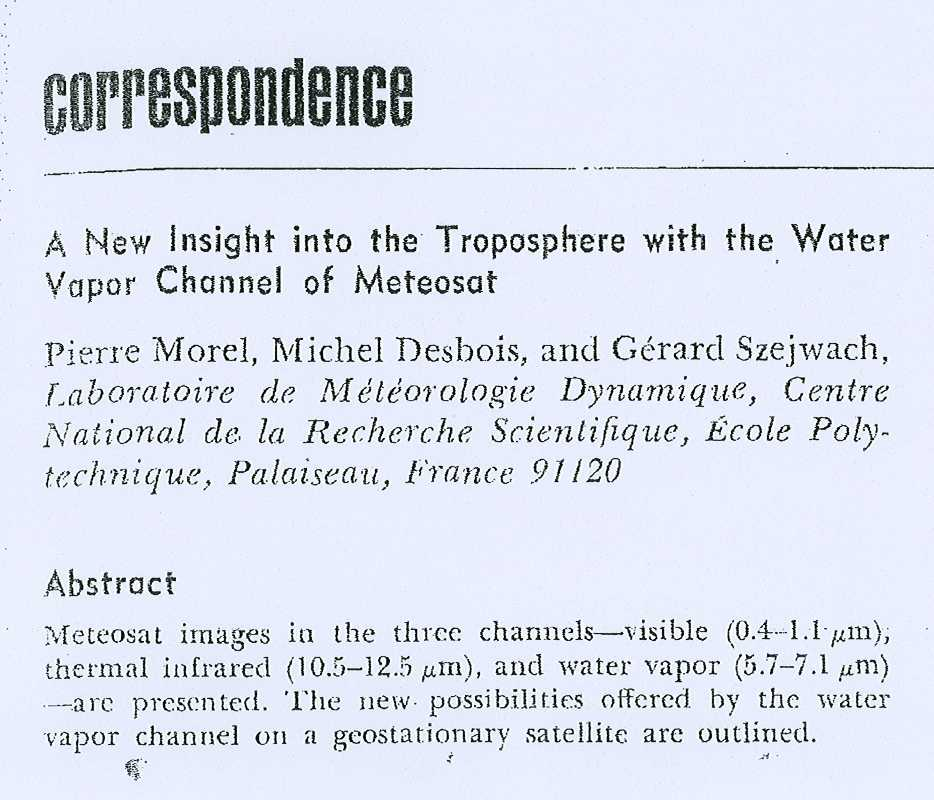 correspondence
A New Insight into the Troposphere with the Water
Vapor Channel of Meteosat
Pierre Morel, Michel Desbois, and Gérard Szejwach,
Laboratoire de Météorologie Dynamique, Centre
National de la Recherche Scientifique, École Poly-
technique, Palaiseau, France 91120
Abstract
Meteosat images in the three channels—visible (0.4–1.1 μm),
thermal infrared (10.5–12.5 μm), and water vapor (5.7–7.1 μm)
—are presented. The new possibilities offered by the water
vapor channel on a geostationary satellite are outlined.